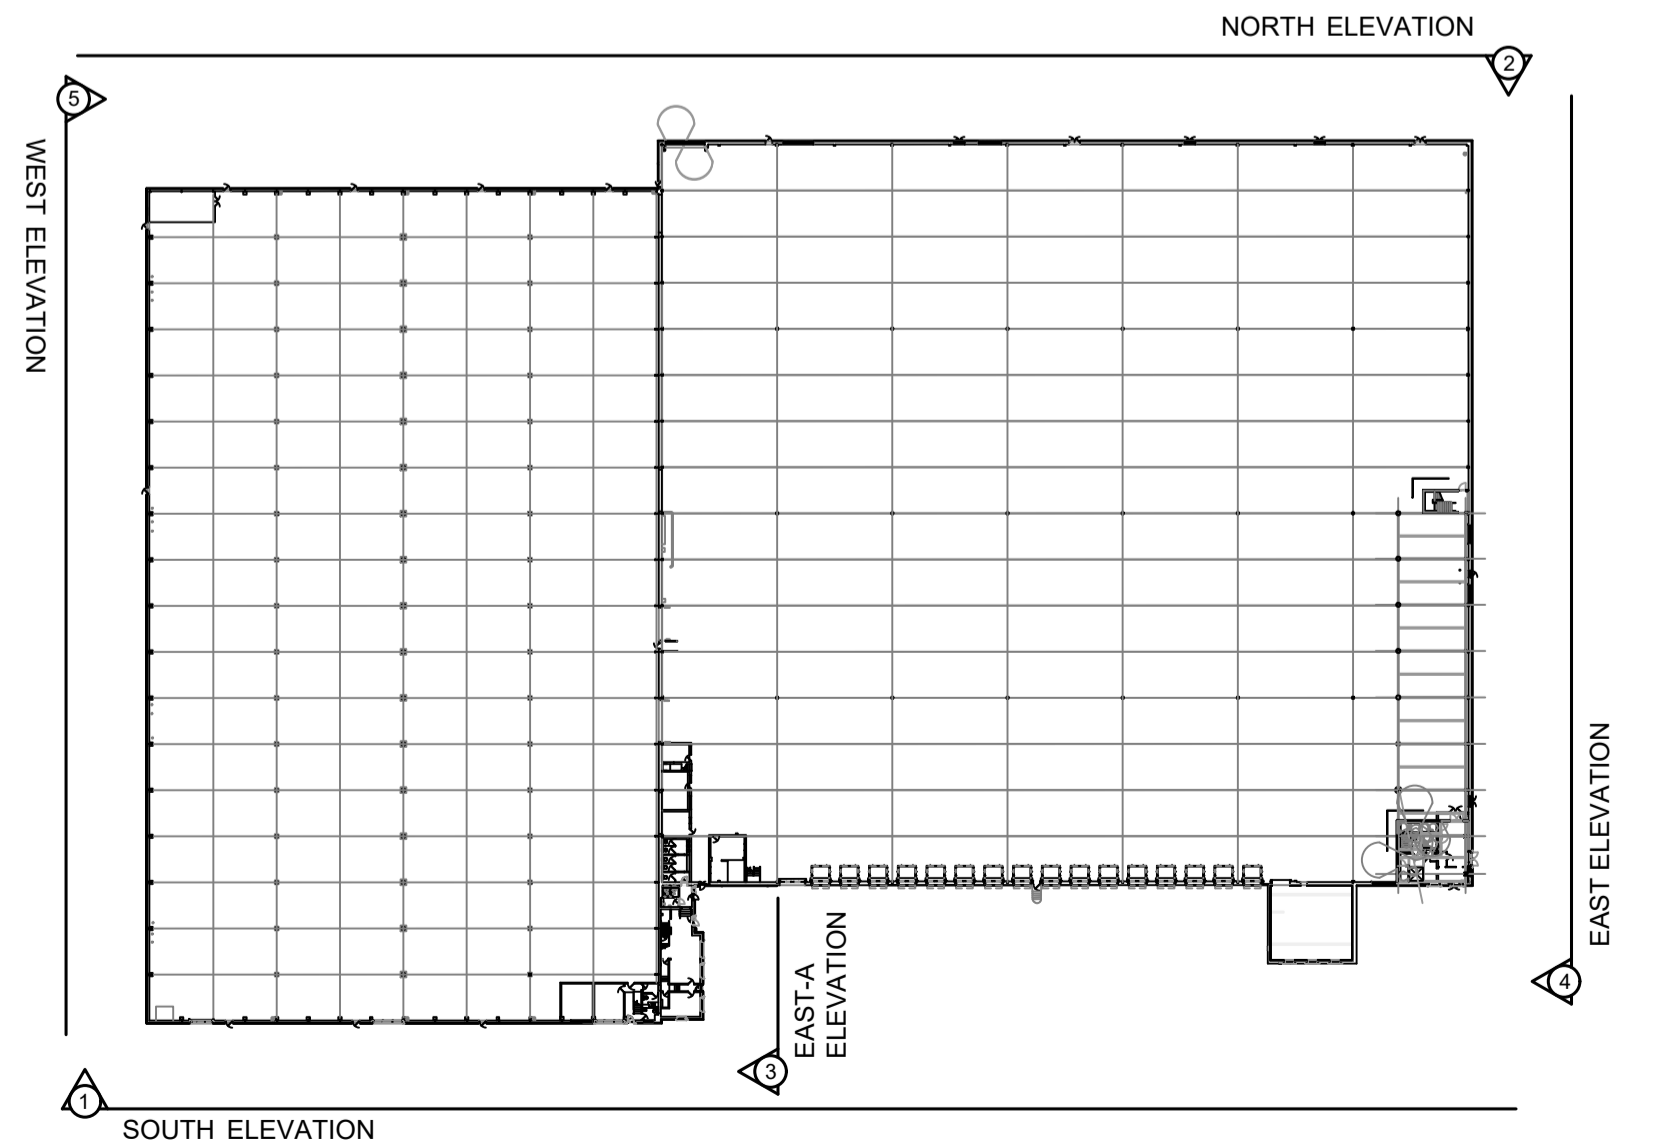 NORTH ELEVATION
2
5
WEST ELEVATION
EAST ELEVATION
4
EAST-A
ELEVATION
3
1
SOUTH ELEVATION